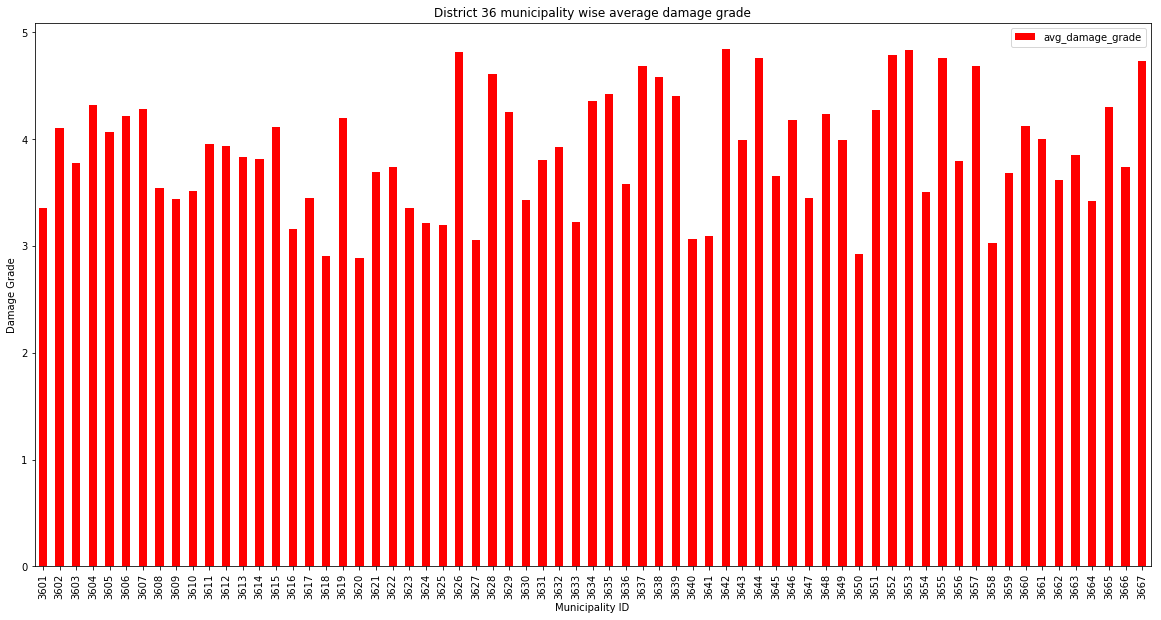 District 36 municipality wise average damage grade
avg_damage_grade
Damage Grade
5
4
3
2
1
0
3601 3602 3603 3604 3605 3606 3607 3608 3609 3610 3611 3612 3613 3614 3615 3616 3617 3618 3619 3620 3621 3622 3623 3624 3625 3626 3627 3628 3629 3630 3631 3632 3633 3634 3635 3636 3637 3638 3639 3640 3641 3642 3643 3644 3645 3646 3647 3648 3649 3650 3651 3652 3653 3654 3655 3656 3657 3658 3659 3660 3661 3662 3663 3664 3665 3666 3667
Municipality ID